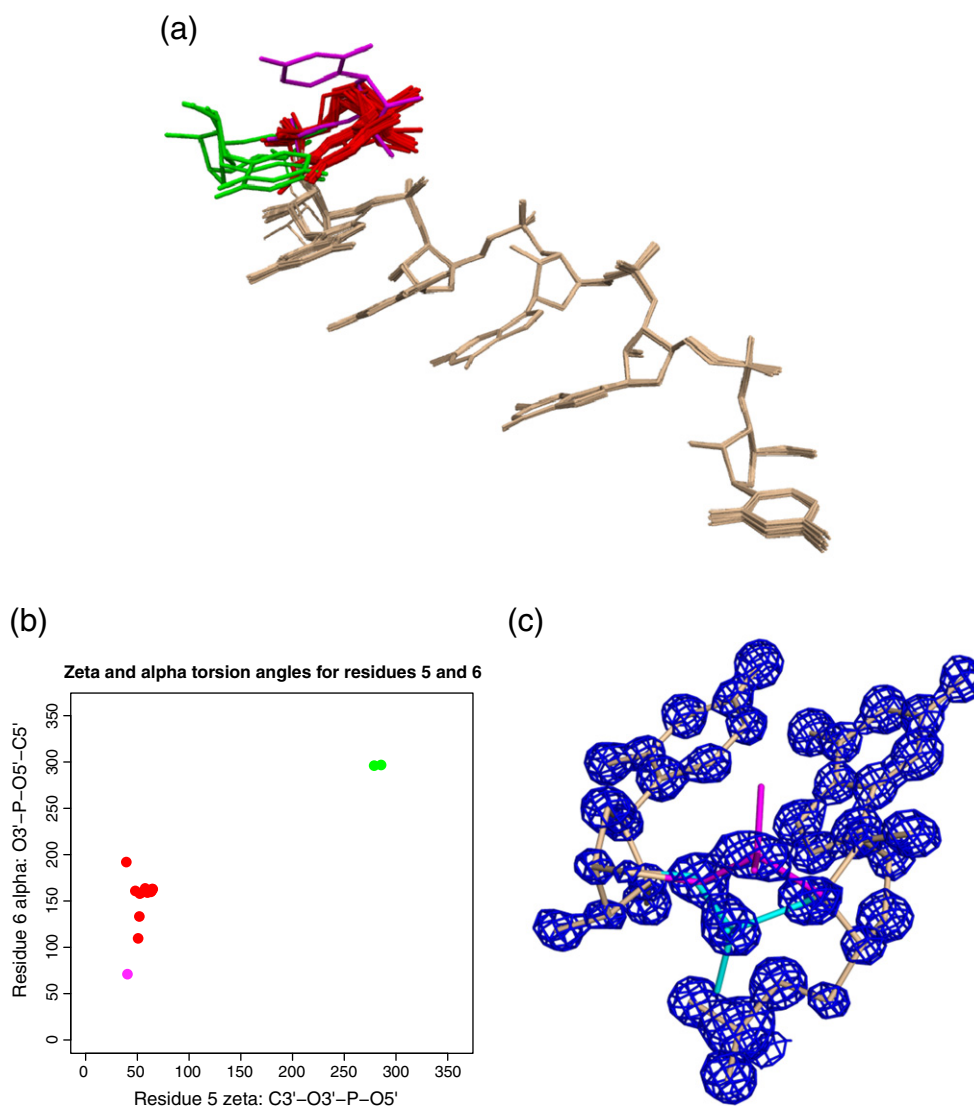 (a)
(b)
(c)
Zeta and alpha torsion angles for residues 5 and 6
Residue 6 alpha: O3'−P−O5'−C5'
350
300
250
200
150
100
50
0
0 50 100 150 200 250 300 350
Residue 5 zeta: C3'−O3'−P−O5'